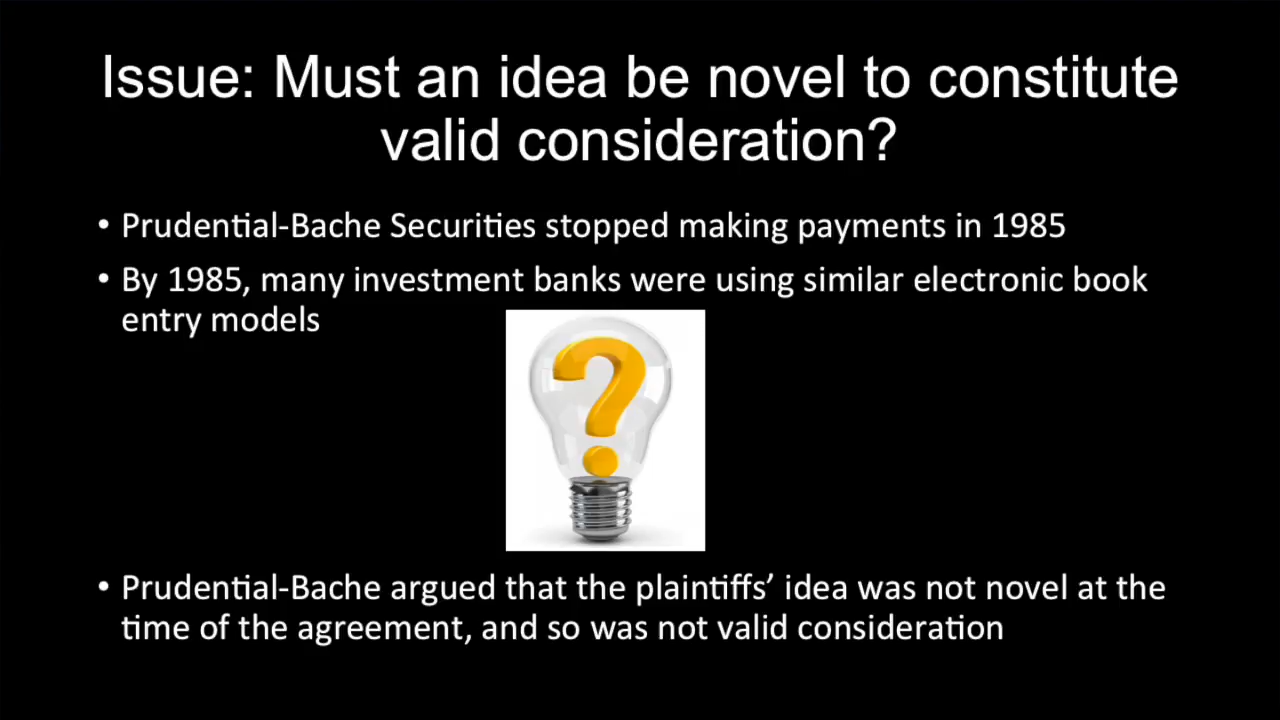 Issue: Must an idea be novel to constitute
valid consideration?
• Prudential-Bache Securities stopped making payments in 1985
• By 1985, many investment banks were using similar electronic book
entry models
?
• Prudential-Bache argued that the plaintiffs’ idea was not novel at the
time of the agreement, and so was not valid consideration